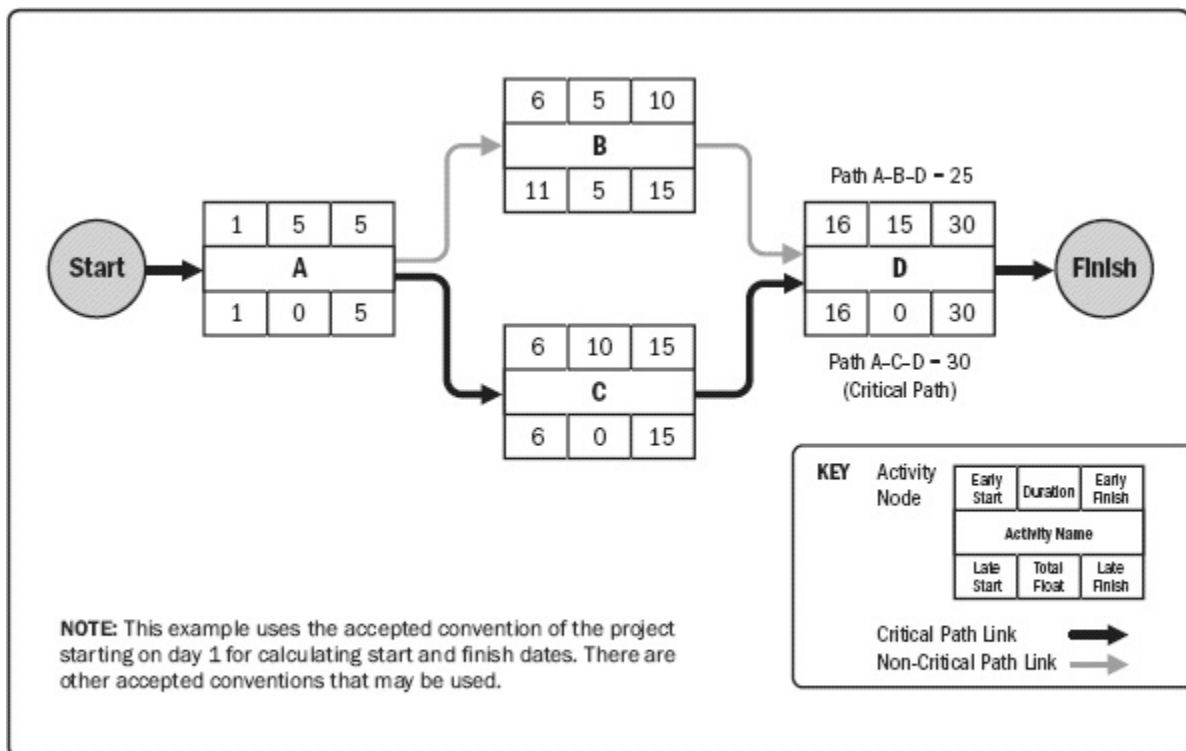 6 5 10
B
11 5 15
Path A-B-D = 25
Start
1 5 5
A
1 0 5
16 15 30
D
16 0 30
Finish
6 10 15
C
6 0 15
Path A-C-D = 30
(Critical Path)
KEY Activity
Node
Early
Start
Duration
Early
Finish
Activity Name
Late
Start
Total
Float
Late
Finish
Critical Path Link
Non-Critical Path Link
NOTE: This example uses the accepted convention of the project
starting on day 1 for calculating start and finish dates. There are
other accepted conventions that may be used.